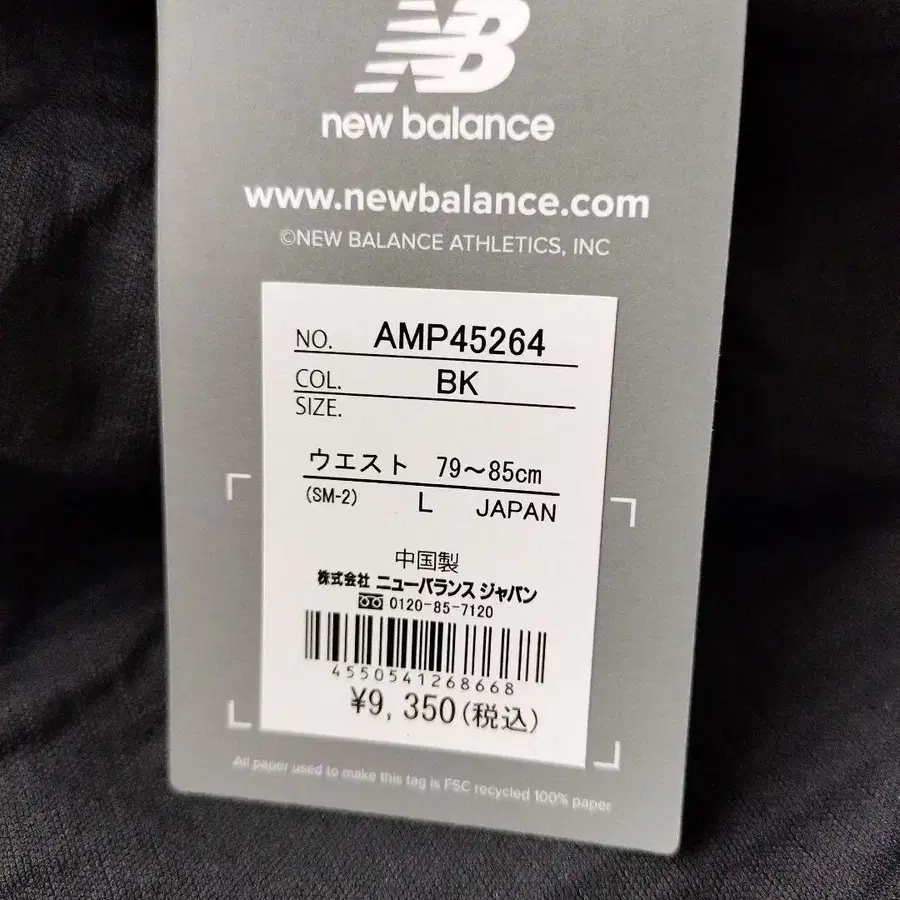 NB
new balance
www.newbalance.com
©NEW BALANCE ATHLETICS, INC
NO. AMP45264
COL. BK
SIZE.
ウエスト 79～85cm
(SM-2) L JAPAN
中国製
株式会社 ニューバランス ジャパン
0120-85-7120
4550541268668
¥9,350(税込)
All paper used to make this tag is FSC recycled 100% paper